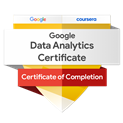 Google
coursera
Google
Data Analytics
Certificate
Certificate of Completion